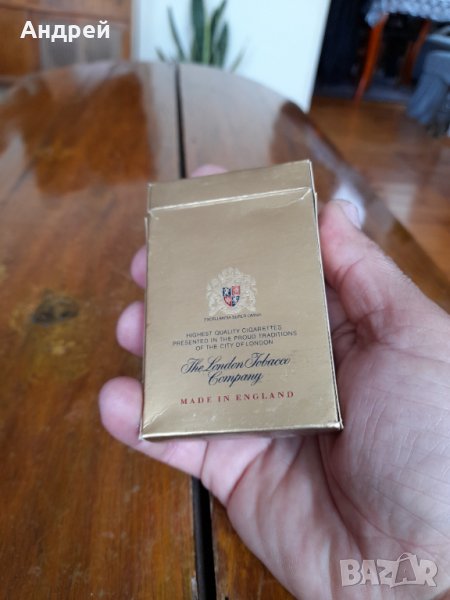 Андрей
HIGHEST QUALITY CIGARETTES
PRESENTED IN THE PROUD TRADITIONS
OF THE CITY OF LONDON
The London Tobacco
Company
MADE IN ENGLAND
BAZAR